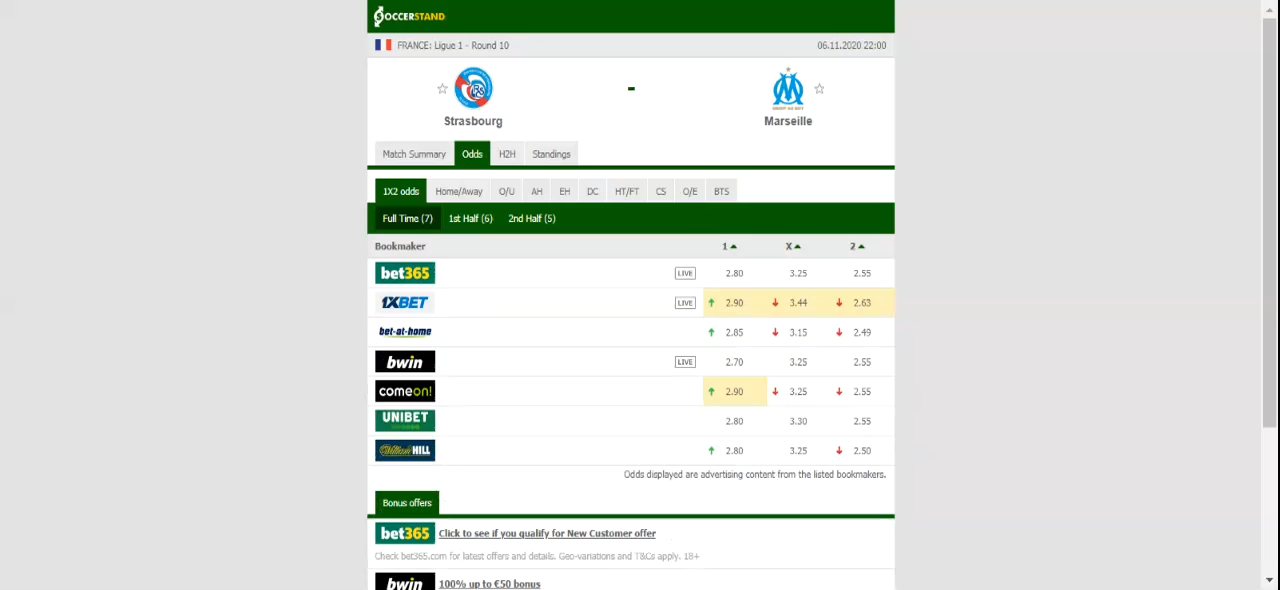 SOCCERSTAND
FRANCE: Ligue 1 - Round 10 06.11.2020 22:00
-
Strasbourg Marseille
Match Summary Odds H2H Standings
1X2 odds Home/Away O/U AH EH DC HT/FT CS O/E BTS
Full Time (7) 1st Half (6) 2nd Half (5)
Bookmaker 1 X 2
bet365 LIVE 2.80 3.25 2.55
1XBET LIVE 2.90 3.44 2.63
bet-at-home 2.85 3.15 2.49
bwin LIVE 2.70 3.25 2.55
comeon! 2.90 3.25 2.55
UNIBET 2.80 3.30 2.55
William HILL 2.80 3.25 2.50
Odds displayed are advertising content from the listed bookmakers.
Bonus offers
bet365 Click to see if you qualify for New Customer offer
Check bet365.com for latest offers and details. Geo-variations and T&Cs apply. 18+
bwin 100% up to €50 bonus